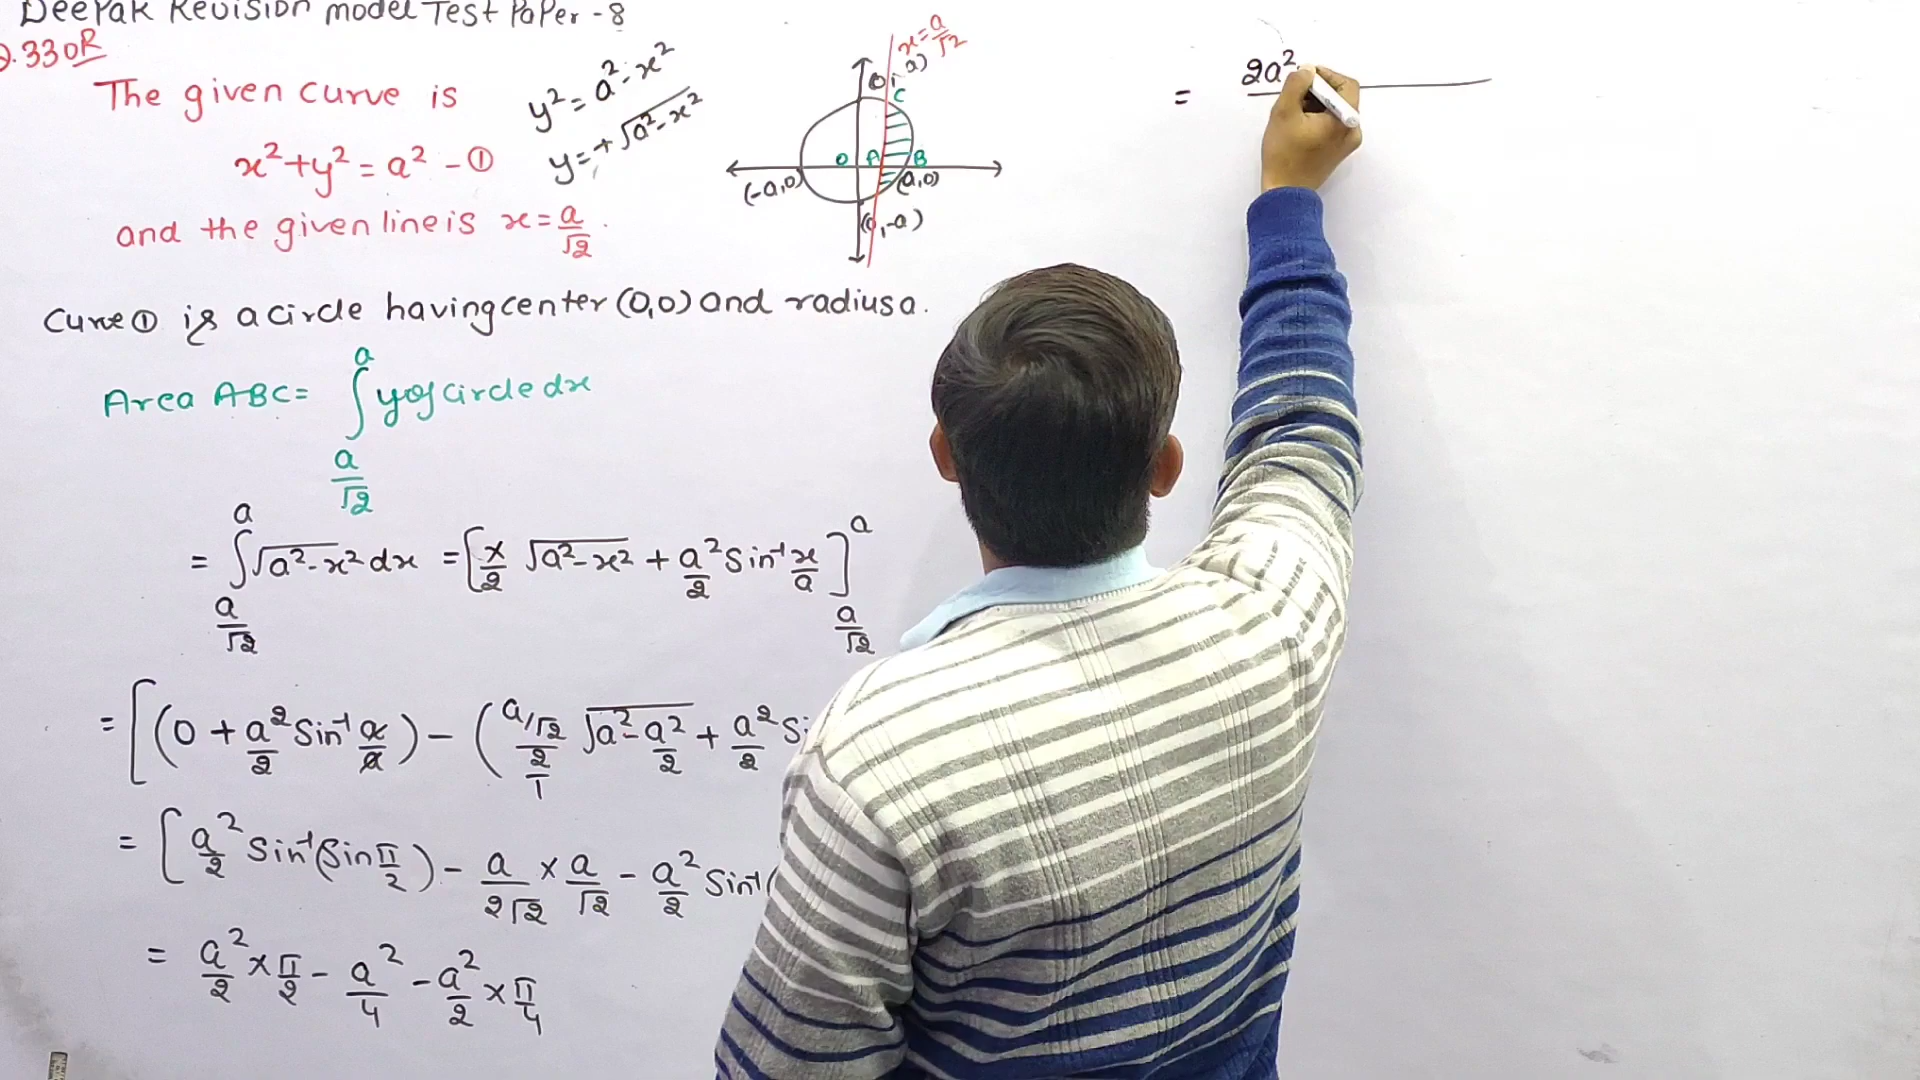 Deepak Revision model Test Paper - 8
Q.33 OR
The given curve is
x²+y² = a² - ①
and the given line is x = a/√2.
y² = a² - x²
y = + √a² - x²
x = a/√2
(0, a)
C
O A B
(-a,0) (a,0)
(0,-a)
Curve ① is a circle having center (0,0) and radius a.
Area ABC = ∫ₐ/√2ᵃ y of circle dx
= ∫ₐ/√2ᵃ √a²-x² dx = [x/2 √a²-x² + a²/2 Sin⁻¹ x/a]ₐ/√2ᵃ
= [(0 + a²/2 Sin⁻¹ a/a) - (a/√2/2/1 √a²-a²/2 + a²/2 Si
= [a²/2 Sin⁻¹(Sin π/2) - a/2√2 × a/√2 - a²/2 Sin⁻¹(
= a²/2 × π/2 - a²/4 - a²/2 × π/4
= 2a²